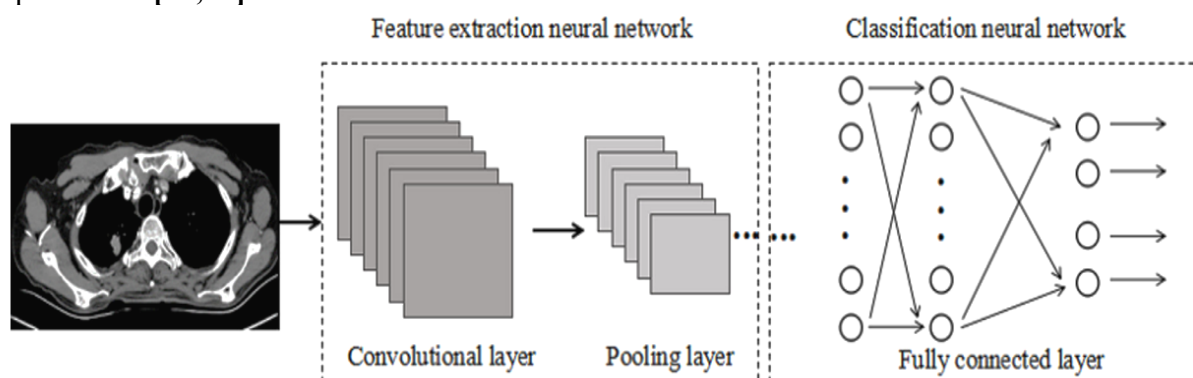 Feature extraction neural network
Classification neural network
Convolutional layer
Pooling layer
Fully connected layer